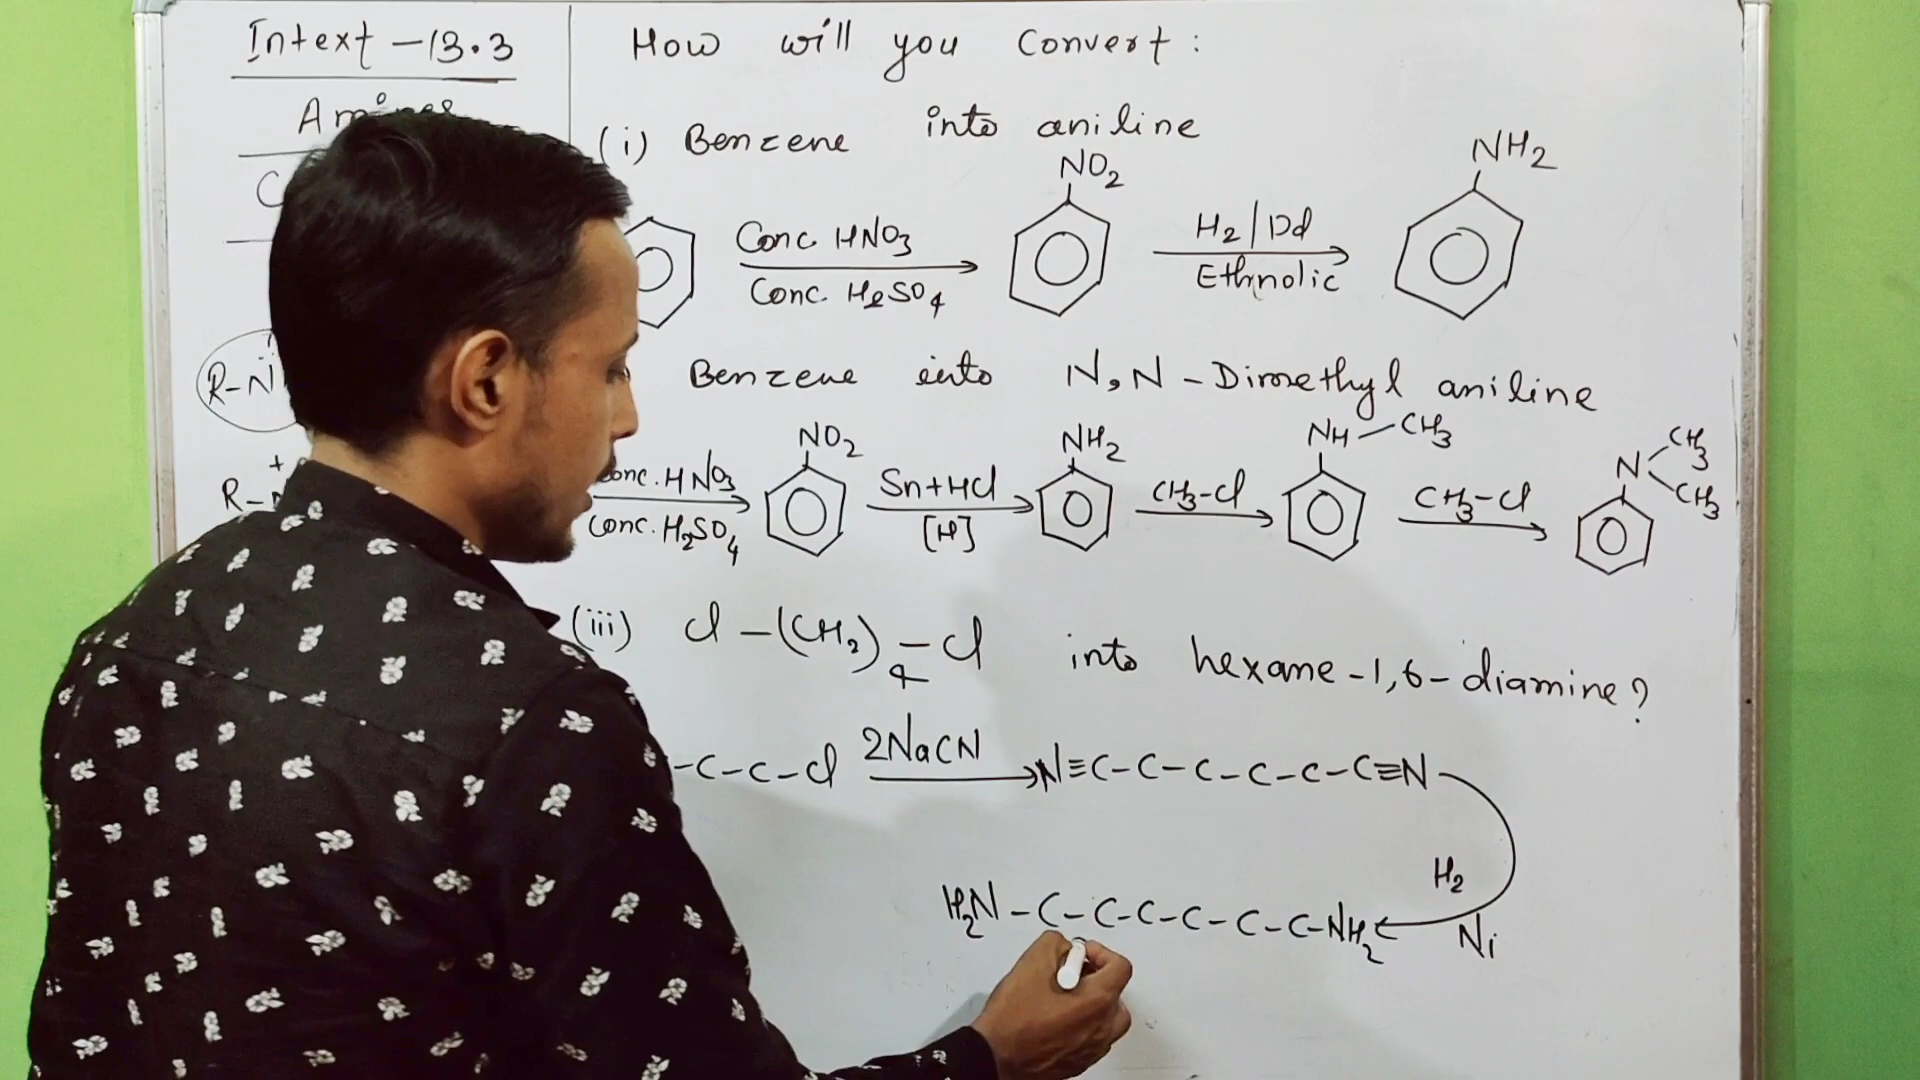 Intext - 13.3
How will you Convert :
(i) Benzene into aniline
NO2
NH2
Conc HNO3
Conc. H2SO4
H2/Pd
Ethnolic
R-N
Benzene into N,N-Dimethyl aniline
R-N
+
conc. HNO3
conc. H2SO4
NO2
Sn+HCl
[H]
NH2
CH3-Cl
NH-CH3
CH3-Cl
N
CH3
CH3
(iii) Cl-(CH2)4-Cl into hexane-1,6-diamine?
-C-C-Cl
2NaCN
N≡C-C-C-C-C-C≡N
H2
Ni
H2N-C-C-C-C-C-C-NH2